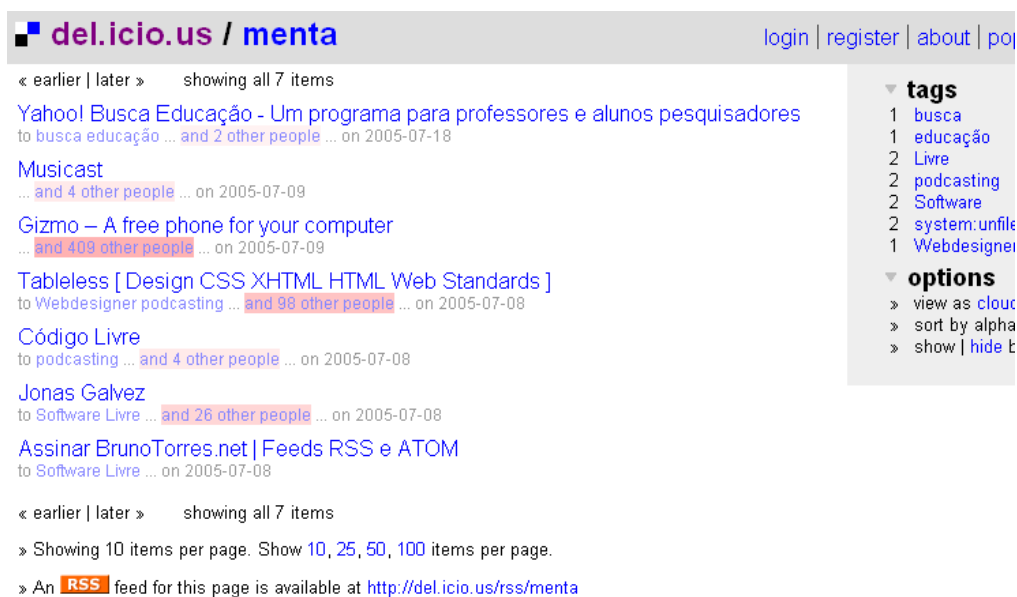 del.icio.us / menta
login | register | about |
« earlier | later » showing all 7 items
Yahoo! Busca Educação - Um programa para professores e alunos pesquisadores
to busca educação ... and 2 other people ... on 2005-07-18
Musicast
... and 4 other people ... on 2005-07-09
Gizmo – A free phone for your computer
... and 409 other people ... on 2005-07-09
Tableless [ Design CSS XHTML HTML Web Standards ]
to Webdesigner podcasting ... and 98 other people ... on 2005-07-08
Código Livre
to podcasting ... and 4 other people ... on 2005-07-08
Jonas Galvez
to Software Livre ... and 26 other people ... on 2005-07-08
Assinar BrunoTorres.net | Feeds RSS e ATOM
to Software Livre ... on 2005-07-08
« earlier | later » showing all 7 items
» Showing 10 items per page. Show 10, 25, 50, 100 items per page.
» An RSS feed for this page is available at http://del.icio.us/rss/menta
tags
1 busca
1 educação
2 Livre
2 podcasting
2 Software
2 system:unfile
1 Webdesigner
options
» view as cloud
» sort by alpha
» show | hide